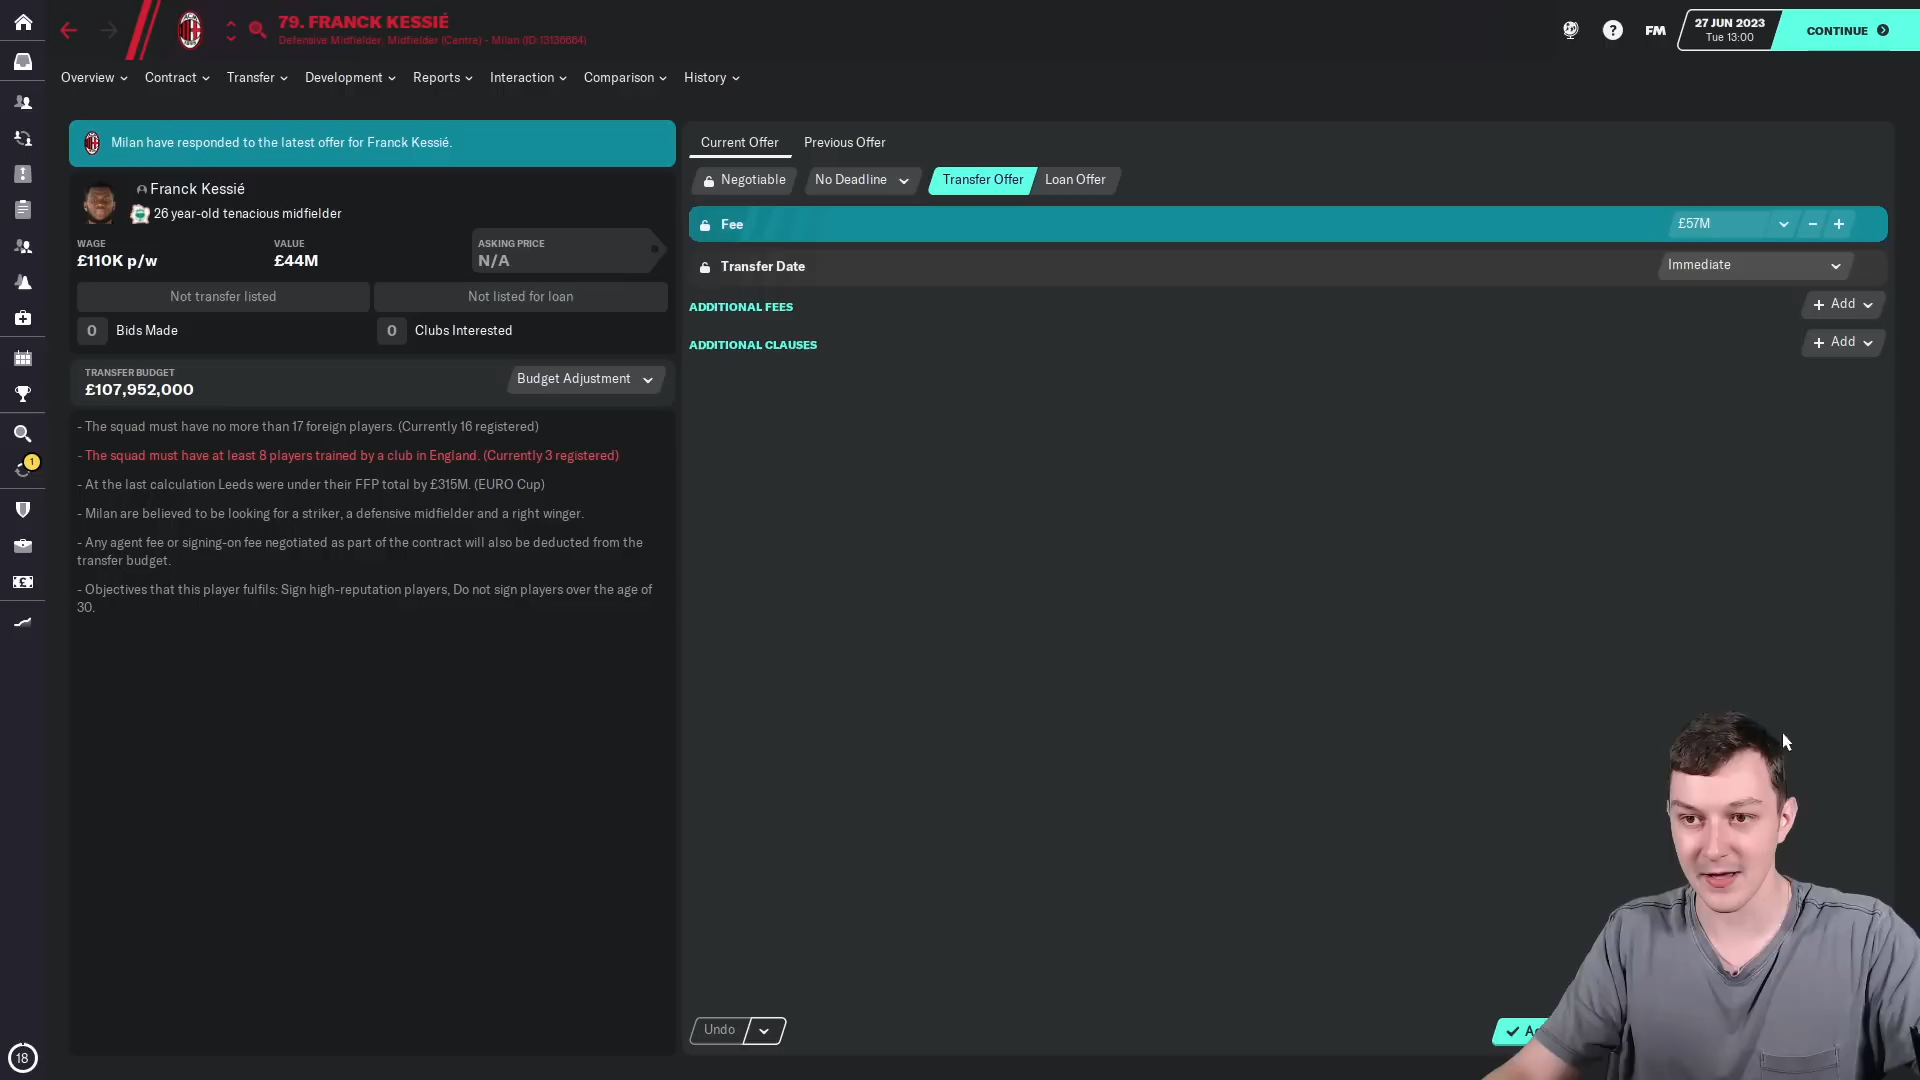 79. FRANCK KESSIÉ
Defensive Midfielder, Midfielder (Centre) - Milan (ID:13136664)
FM
27 JUN 2023
Tue 13:00
CONTINUE
Overview
Contract
Transfer
Development
Reports
Interaction
Comparison
History
Milan have responded to the latest offer for Franck Kessié.
Franck Kessié
26 year-old tenacious midfielder
WAGE
£110K p/w
VALUE
£44M
ASKING PRICE
N/A
Not transfer listed
Not listed for loan
0 Bids Made
0 Clubs Interested
TRANSFER BUDGET
£107,952,000
Budget Adjustment
- The squad must have no more than 17 foreign players. (Currently 16 registered)
- The squad must have at least 8 players trained by a club in England. (Currently 3 registered)
- At the last calculation Leeds were under their FFP total by £315M. (EURO Cup)
- Milan are believed to be looking for a striker, a defensive midfielder and a right winger.
- Any agent fee or signing-on fee negotiated as part of the contract will also be deducted from the
transfer budget.
- Objectives that this player fulfils: Sign high-reputation players, Do not sign players over the age of
30.
Current Offer
Previous Offer
Negotiable
No Deadline
Transfer Offer
Loan Offer
Fee
£57M
Transfer Date
Immediate
ADDITIONAL FEES
Add
ADDITIONAL CLAUSES
Add
Undo
1
18